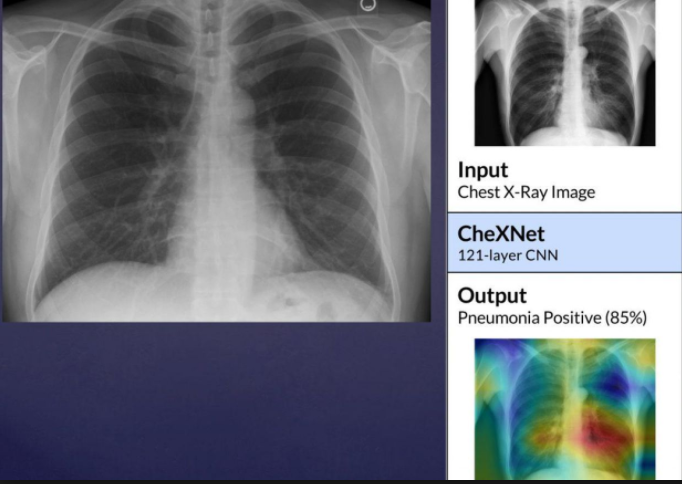 Input
Chest X-Ray Image
CheXNet
121-layer CNN
Output
Pneumonia Positive (85%)